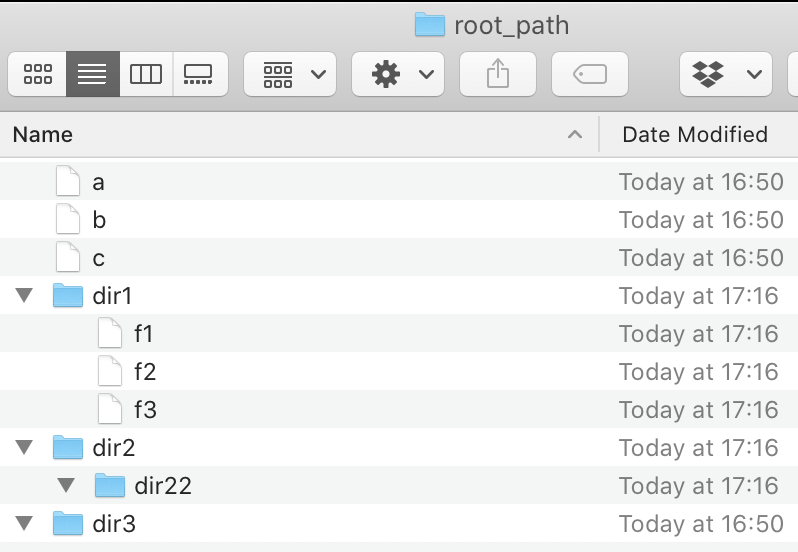 root_path
Name Date Modified
a Today at 16:50
b Today at 16:50
c Today at 16:50
dir1 Today at 17:16
f1 Today at 17:16
f2 Today at 17:16
f3 Today at 17:16
dir2 Today at 17:16
dir22 Today at 17:16
dir3 Today at 16:50